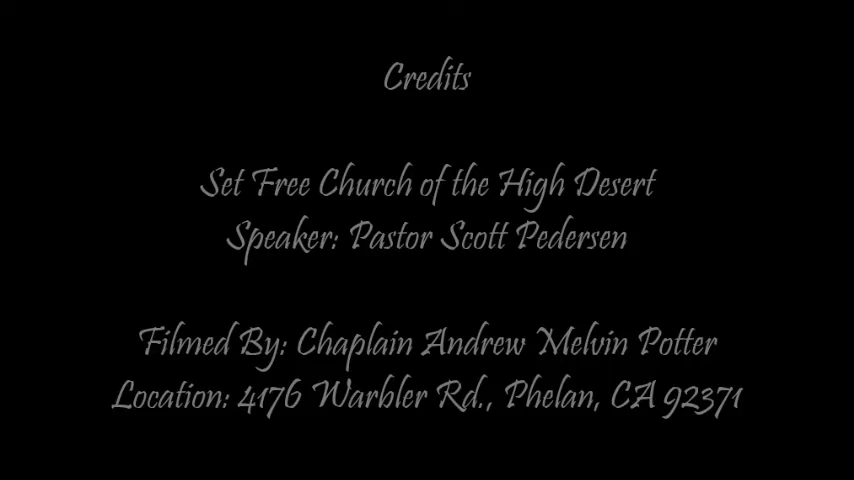 Credits
Set Free Church of the High Desert
Speaker: Pastor Scott Pedersen
Filmed By: Chaplain Andrew Melvin Potter
Location: 4176 Warbler Rd., Phelan, CA 92371